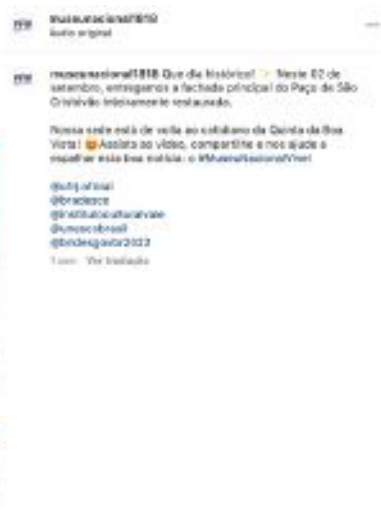 museunacional1818
Áudio original
museunacional1818 Que dia histórico! ✨ Neste 02 de
setembro, entregamos a fachada principal do Paço de São
Cristóvão inteiramente restaurada.
Nossa sede está de volta ao cotidiano da Quinta da Boa
Vista! 😃 Assista ao vídeo, compartilhe e nos ajude a
espalhar esta boa notícia: o #MuseuNacionalVive!
@ufrj.oficial
@bradesco
@institutoculturalvale
@unescobrasil
@bndesgovbr2022
1 sem Ver tradução